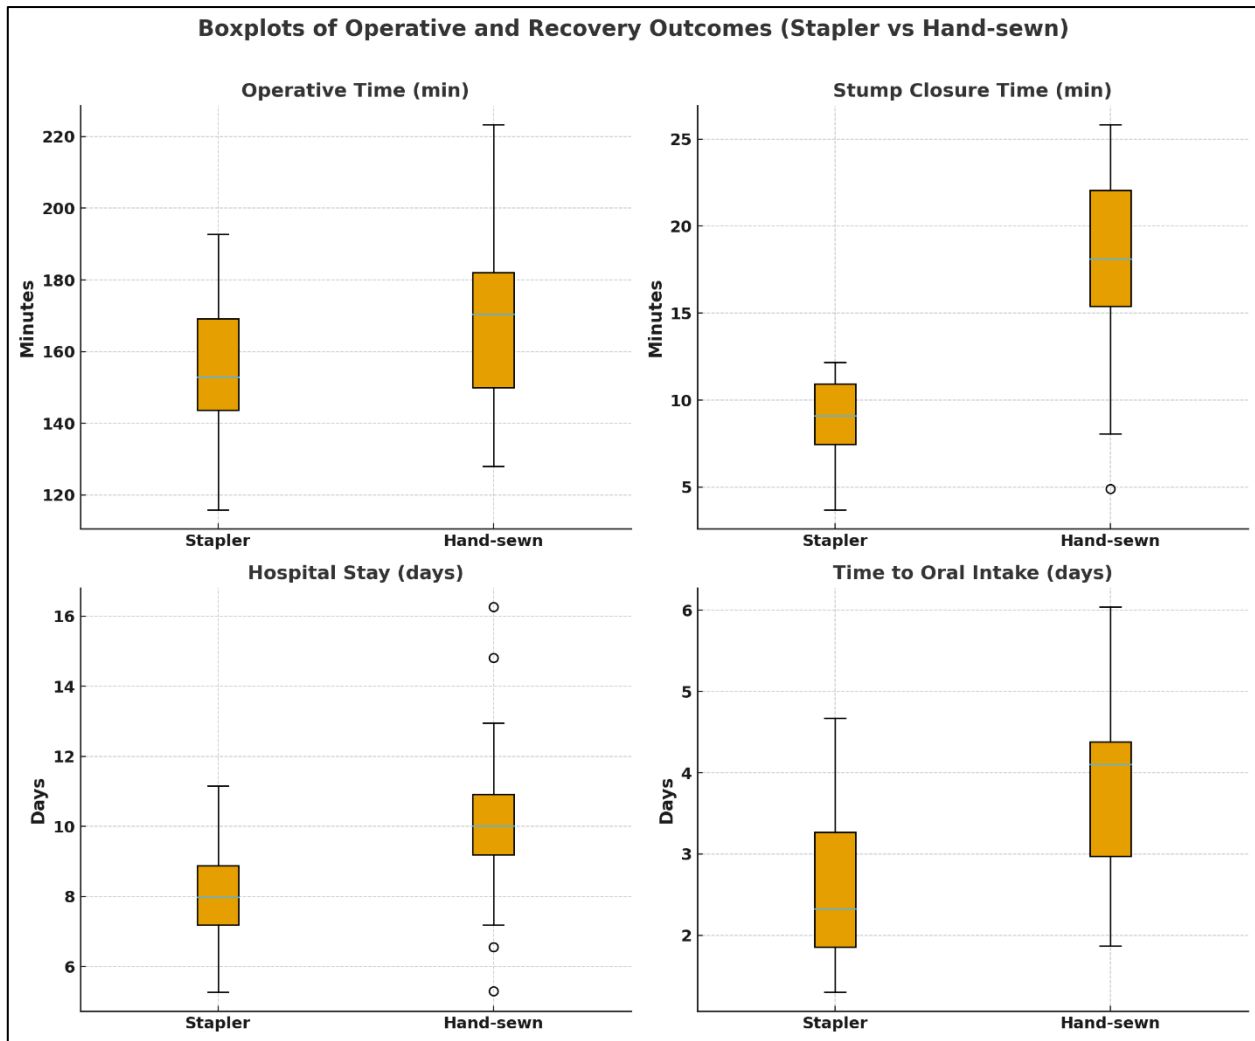 Boxplots of Operative and Recovery Outcomes (Stapler vs Hand-sewn)
Operative Time (min)
Minutes
220
200
180
160
140
120
Stapler Hand-sewn
Stump Closure Time (min)
Minutes
25
20
15
10
5
Stapler Hand-sewn
Hospital Stay (days)
Days
16
14
12
10
8
6
Stapler Hand-sewn
Time to Oral Intake (days)
Days
6
5
4
3
2
Stapler Hand-sewn